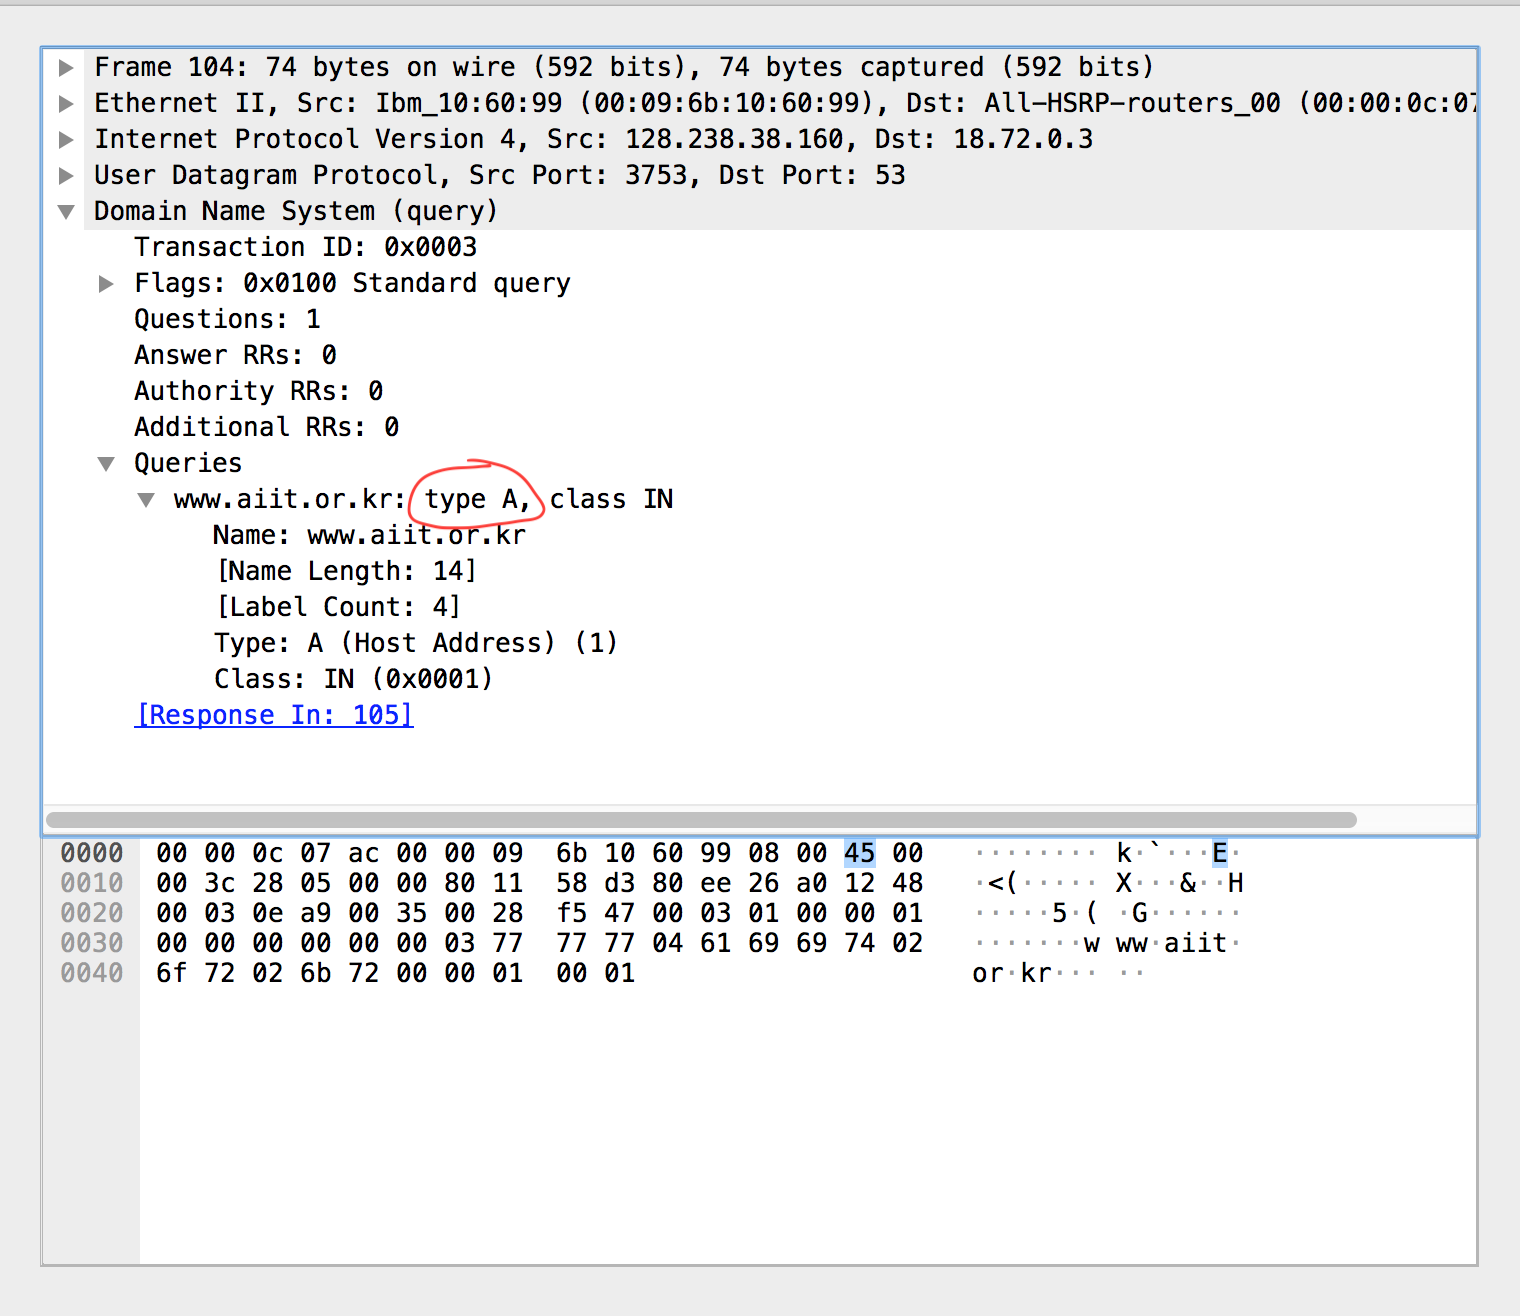 Frame 104: 74 bytes on wire (592 bits), 74 bytes captured (592 bits)
Ethernet II, Src: Ibm_10:60:99 (00:09:6b:10:60:99), Dst: All-HSRP-routers_00 (00:00:0c:07
Internet Protocol Version 4, Src: 128.238.38.160, Dst: 18.72.0.3
User Datagram Protocol, Src Port: 3753, Dst Port: 53
Domain Name System (query)
Transaction ID: 0x0003
Flags: 0x0100 Standard query
Questions: 1
Answer RRs: 0
Authority RRs: 0
Additional RRs: 0
Queries
www.aiit.or.kr: type A, class IN
Name: www.aiit.or.kr
[Name Length: 14]
[Label Count: 4]
Type: A (Host Address) (1)
Class: IN (0x0001)
[Response In: 105]
0000 00 00 0c 07 ac 00 00 09 6b 10 60 99 08 00 45 00 ········ k·`···E·
0010 00 3c 28 05 00 00 80 11 58 d3 80 ee 26 a0 12 48 ·<(····· X···&··H
0020 00 03 0e a9 00 35 00 28 f5 47 00 03 01 00 00 01 ·····5·( ·G······
0030 00 00 00 00 00 00 03 77 77 77 04 61 69 69 74 02 ·······w ww·aiit·
0040 6f 72 02 6b 72 00 00 01 00 01 or·kr··· ··